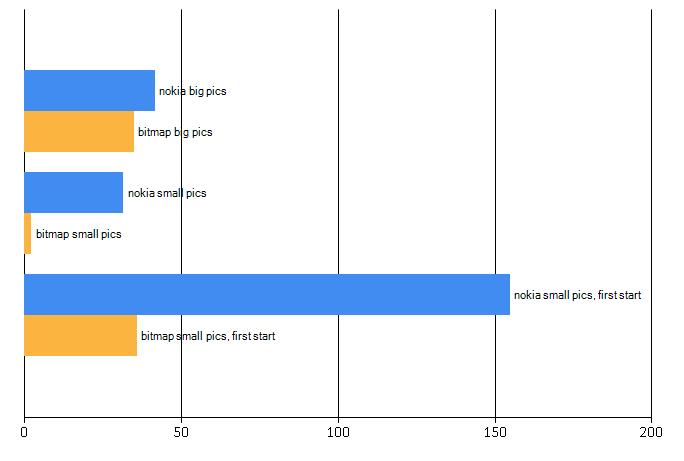 nokia big pics
bitmap big pics
nokia small pics
bitmap small pics
nokia small pics, first start
bitmap small pics, first start
0 50 100 150 200